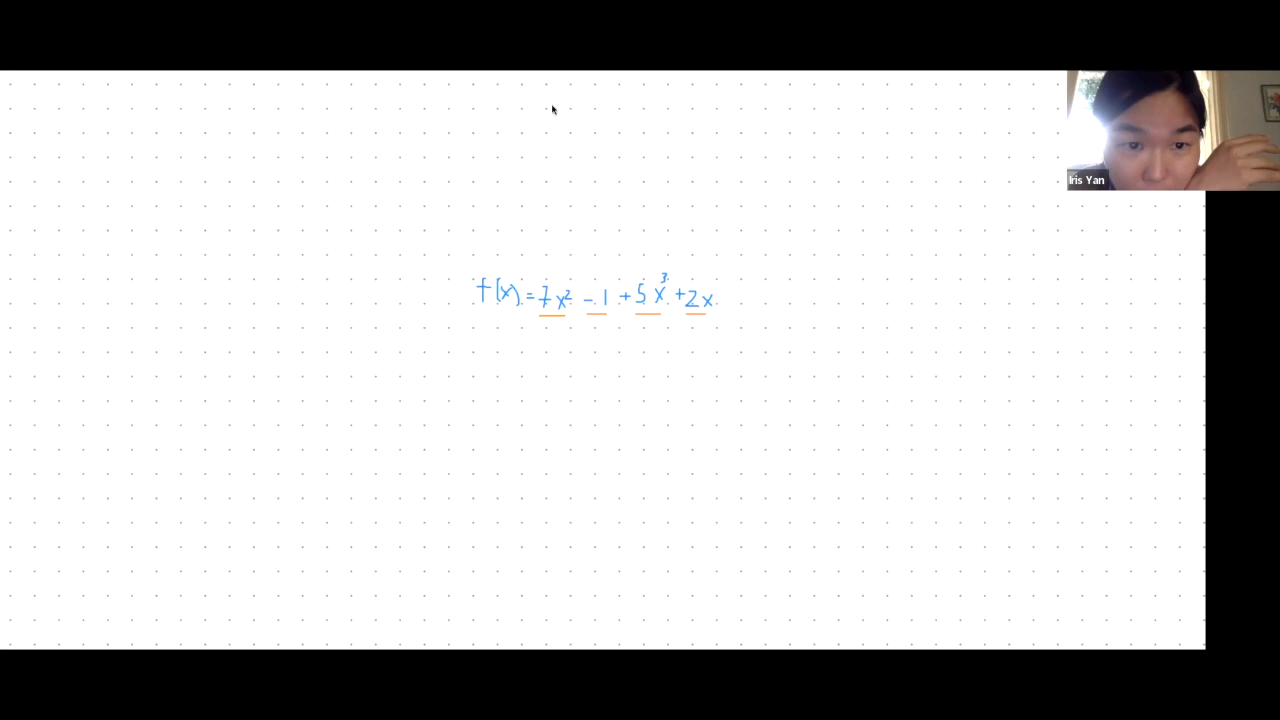 Iris Yan
f(x) = 7x² - 1 + 5x³ + 2x